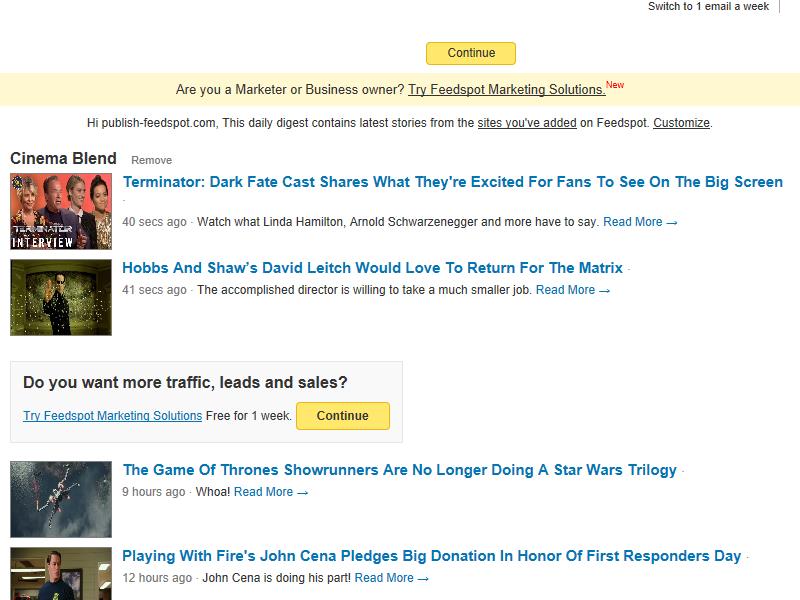 Switch to 1 email a week
Continue
Are you a Marketer or Business owner? Try Feedspot Marketing Solutions.New
Hi publish-feedspot.com, This daily digest contains latest stories from the sites you've added on Feedspot. Customize.
Cinema Blend Remove
Terminator: Dark Fate Cast Shares What They're Excited For Fans To See On The Big Screen
TERMINATOR
INTERVIEW
40 secs ago · Watch what Linda Hamilton, Arnold Schwarzenegger and more have to say. Read More →
Hobbs And Shaw’s David Leitch Would Love To Return For The Matrix ·
41 secs ago · The accomplished director is willing to take a much smaller job. Read More →
Do you want more traffic, leads and sales?
Try Feedspot Marketing Solutions Free for 1 week. Continue
The Game Of Thrones Showrunners Are No Longer Doing A Star Wars Trilogy ·
9 hours ago · Whoa! Read More →
Playing With Fire's John Cena Pledges Big Donation In Honor Of First Responders Day ·
12 hours ago · John Cena is doing his part! Read More →